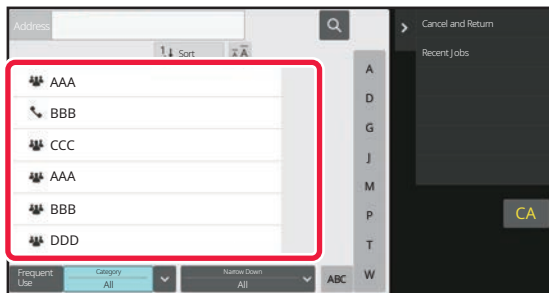 Address
Cancel and Return
Sort
Recent Jobs
AAA
BBB
CCC
AAA
BBB
DDD
A
D
G
J
M
P
T
W
CA
Frequent Use
Category
All
Narrow Down
All
ABC